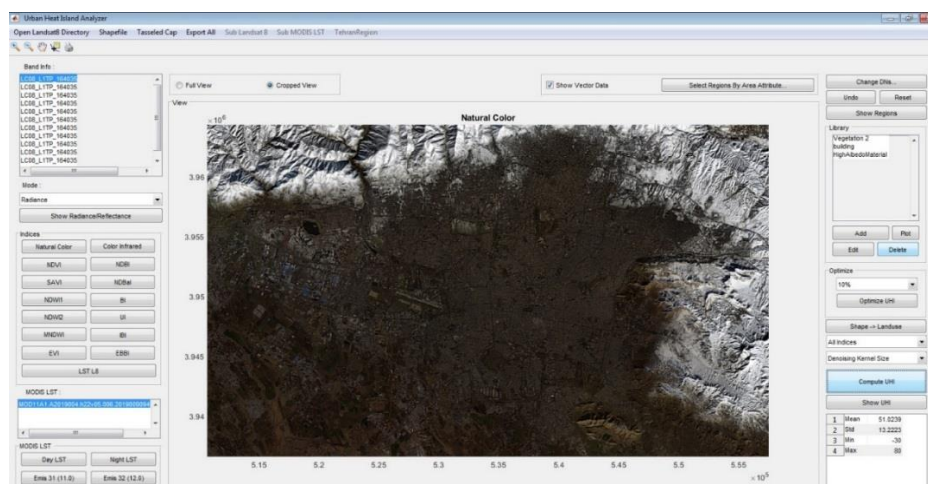 Urban Heat Island Analyzer
Open Landsat8 Directory Shapefile Tasseled Cap Export All Sub Landsat 8 Sub MODIS LST TehranRegion
Band Info :
LC08_L1TP_164035
LC08_L1TP_164035
LC08_L1TP_164035
LC08_L1TP_164035
LC08_L1TP_164035
LC08_L1TP_164035
LC08_L1TP_164035
LC08_L1TP_164035
LC08_L1TP_164035
LC08_L1TP_164035
LC08_L1TP_164035
Mode :
Radiance
Show Radiance/Reflectance
Indices
Natural Color Color Infrared
NDVI NDBI
SAVI NDBaI
NDWI1 BI
NDWI2 UI
MNDWI IBI
EVI EBBI
LST L8
MODIS LST :
MODIS LST
Day LST Night LST
Emis 31 (11.0) Emis 32 (12.0)
Full View Cropped View
Show Vector Data Select Regions By Area Attribute...
View
Natural Color
× 10⁶
3.96
3.955
3.95
3.945
3.94
5.15 5.2 5.25 5.3 5.35 5.4 5.45 5.5 5.55
× 10⁵
Change DNs...
Undo Reset
Show Regions
Library
Vegetation 2
building
HighAlbedoMaterial
Add Plot
Edit Delete
Optimize
10%
Optimize UHI
Shape -> Landuse
All Indices
Denoising Kernel Size
Compute UHI
Show UHI
1 Mean 51.0239
2 Std 13.2223
3 Min -30
4 Max 88